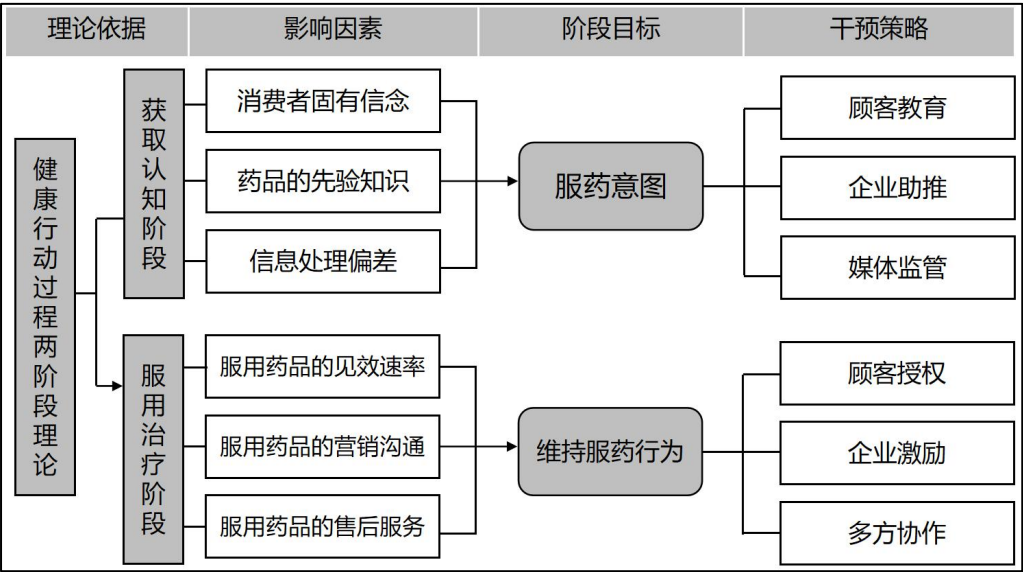 理论依据
影响因素
阶段目标
干预策略
健康行动过程两阶段理论
获取认知阶段
消费者固有信念
药品的先验知识
信息处理偏差
服药意图
顾客教育
企业助推
媒体监管
服用治疗阶段
服用药品的见效速率
服用药品的营销沟通
服用药品的售后服务
维持服药行为
顾客授权
企业激励
多方协作